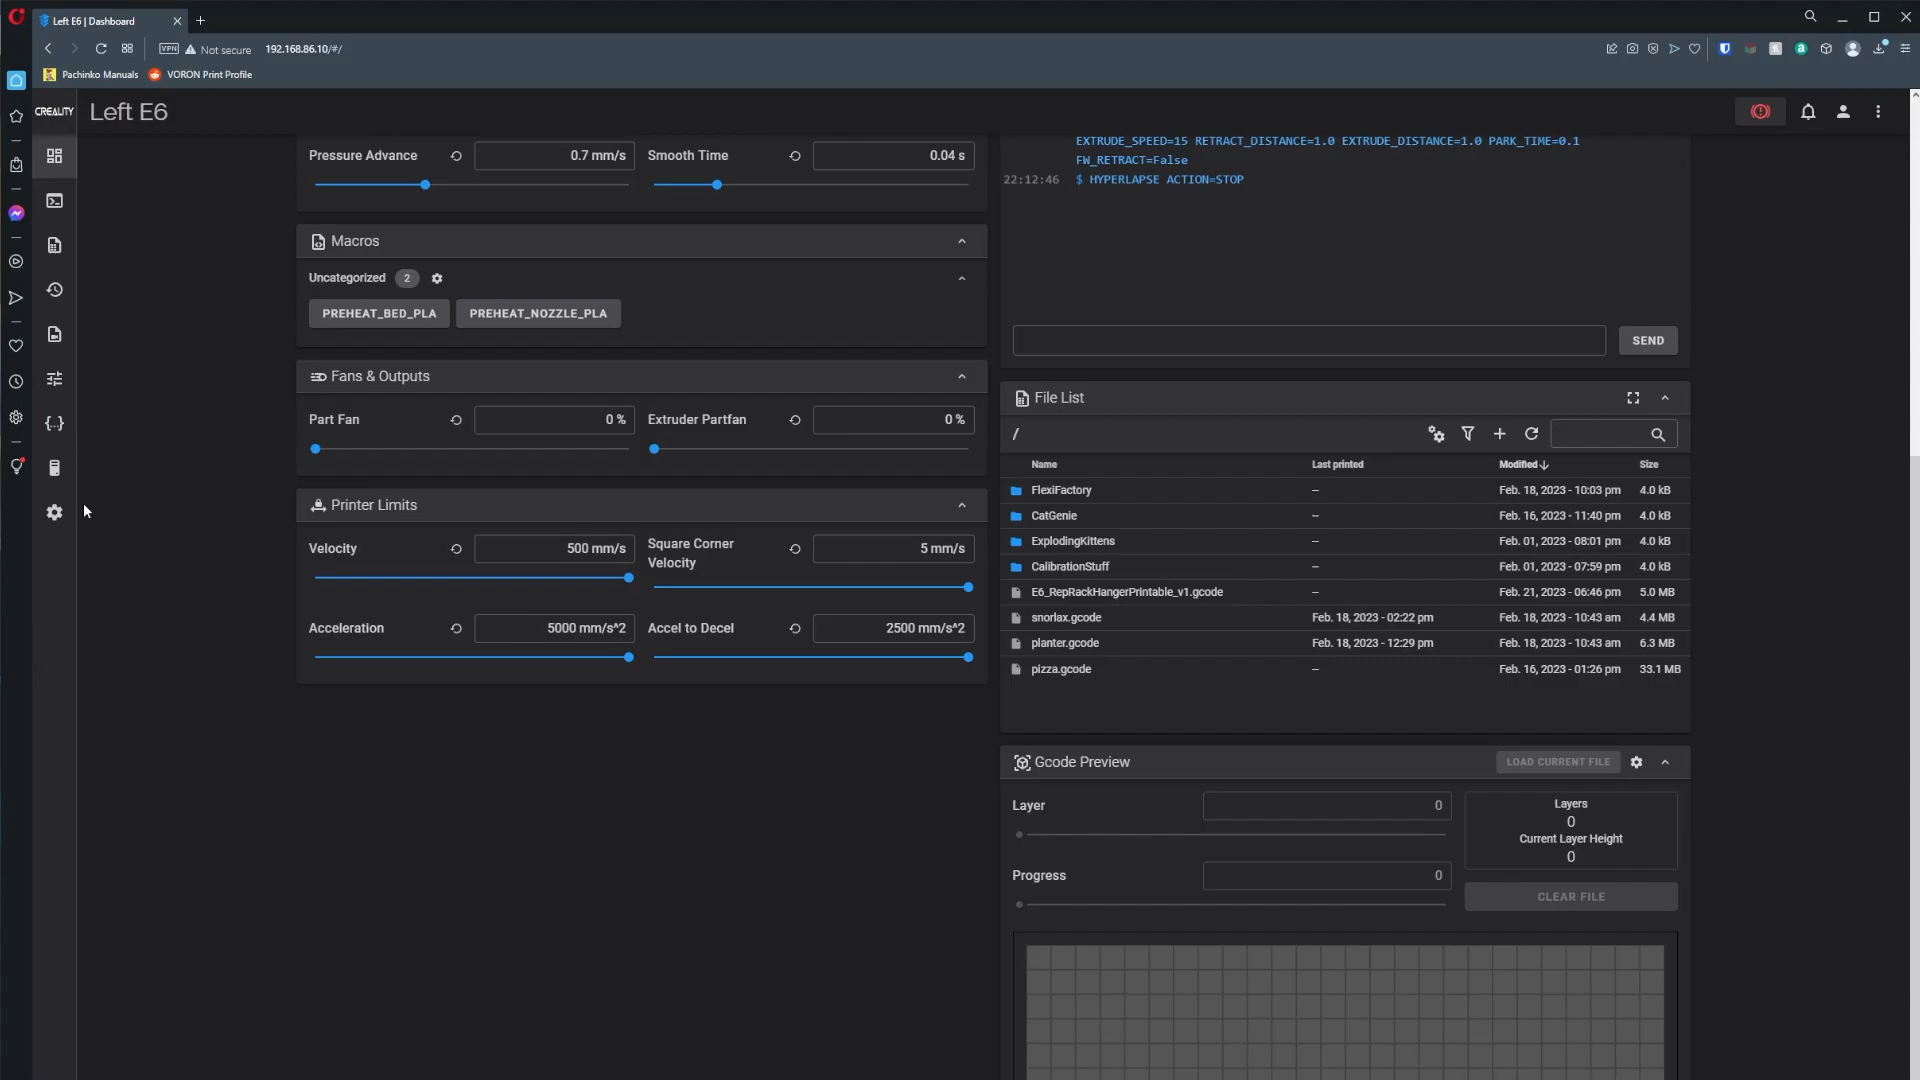 Left E6 | Dashboard
VPN Not secure 192.168.86.10/#/
Pachinko Manuals VORON Print Profile
CREALITY Left E6
Pressure Advance 0.7 mm/s Smooth Time 0.04 s
EXTRUDE_SPEED=15 RETRACT_DISTANCE=1.0 EXTRUDE_DISTANCE=1.0 PARK_TIME=0.1
FW_RETRACT=False
22:12:46 $ HYPERLAPSE ACTION=STOP
Macros
Uncategorized 2
PREHEAT_BED_PLA PREHEAT_NOZZLE_PLA
SEND
Fans & Outputs
Part Fan 0 % Extruder Partfan 0 %
Printer Limits
Velocity 500 mm/s Square Corner Velocity 5 mm/s
Acceleration 5000 mm/s^2 Accel to Decel 2500 mm/s^2
File List
/
Name Last printed Modified Size
FlexiFactory -- Feb. 18, 2023 - 10:03 pm 4.0 kB
CatGenie -- Feb. 16, 2023 - 11:40 pm 4.0 kB
ExplodingKittens -- Feb. 01, 2023 - 08:01 pm 4.0 kB
CalibrationStuff -- Feb. 01, 2023 - 07:59 pm 4.0 kB
E6_RepRackHangerPrintable_v1.gcode -- Feb. 21, 2023 - 06:46 pm 5.0 MB
snorlax.gcode Feb. 18, 2023 - 02:22 pm Feb. 18, 2023 - 10:43 am 4.4 MB
planter.gcode Feb. 18, 2023 - 12:29 pm Feb. 18, 2023 - 10:43 am 6.3 MB
pizza.gcode -- Feb. 16, 2023 - 01:26 pm 33.1 MB
Gcode Preview LOAD CURRENT FILE
Layer 0
Layers
0
Current Layer Height
0
Progress 0
CLEAR FILE